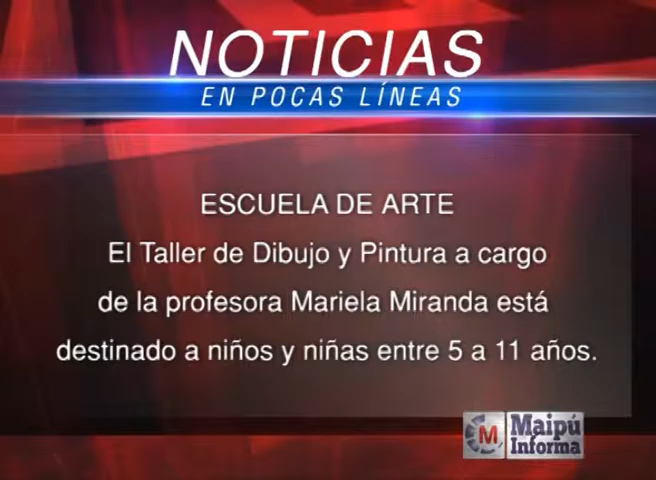 NOTICIAS
EN POCAS LÍNEAS
ESCUELA DE ARTE
El Taller de Dibujo y Pintura a cargo
de la profesora Mariela Miranda está
destinado a niños y niñas entre 5 a 11 años.
M Maipú
Informa